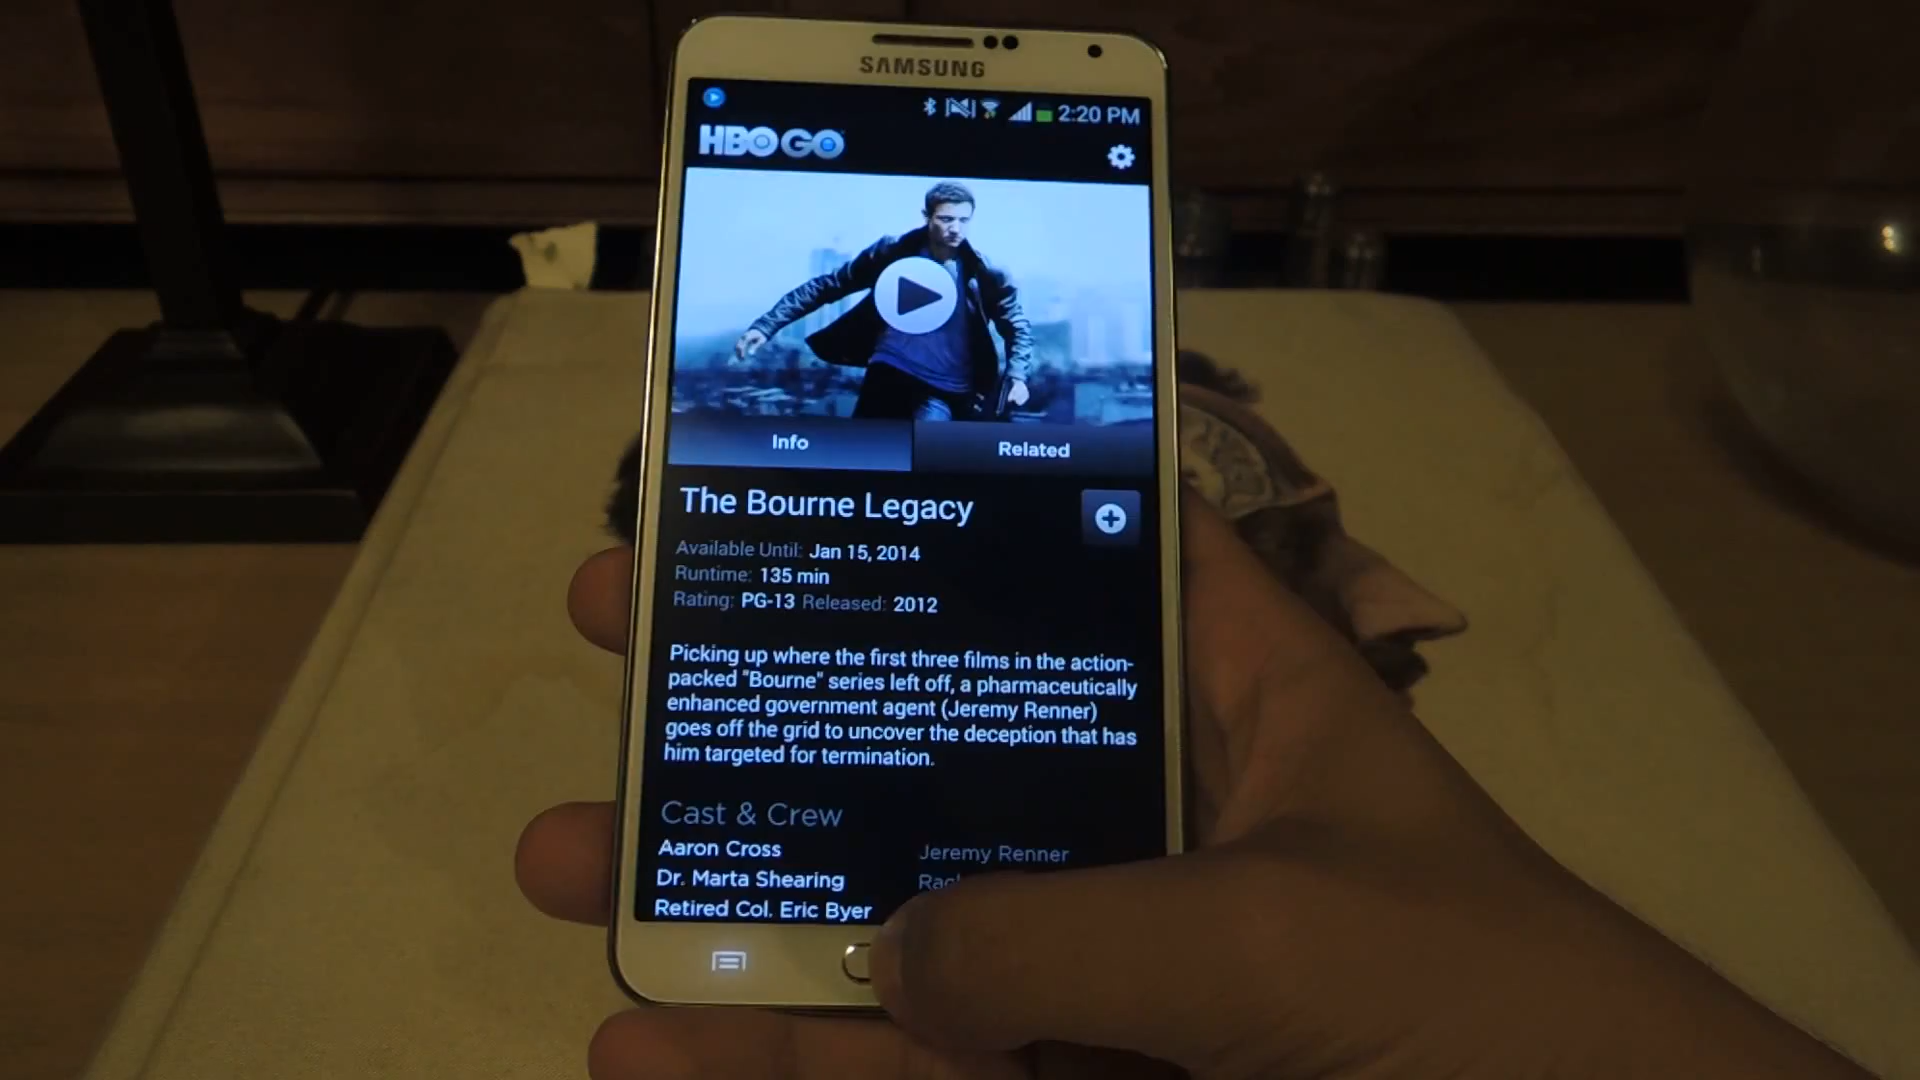 SAMSUNG
2:20 PM
HBO GO
Info
Related
The Bourne Legacy
Available Until: Jan 15, 2014
Runtime: 135 min
Rating: PG-13 Released: 2012
Picking up where the first three films in the action-
packed "Bourne" series left off, a pharmaceutically
enhanced government agent (Jeremy Renner)
goes off the grid to uncover the deception that has
him targeted for termination.
Cast & Crew
Aaron Cross Jeremy Renner
Dr. Marta Shearing
Retired Col. Eric Byer